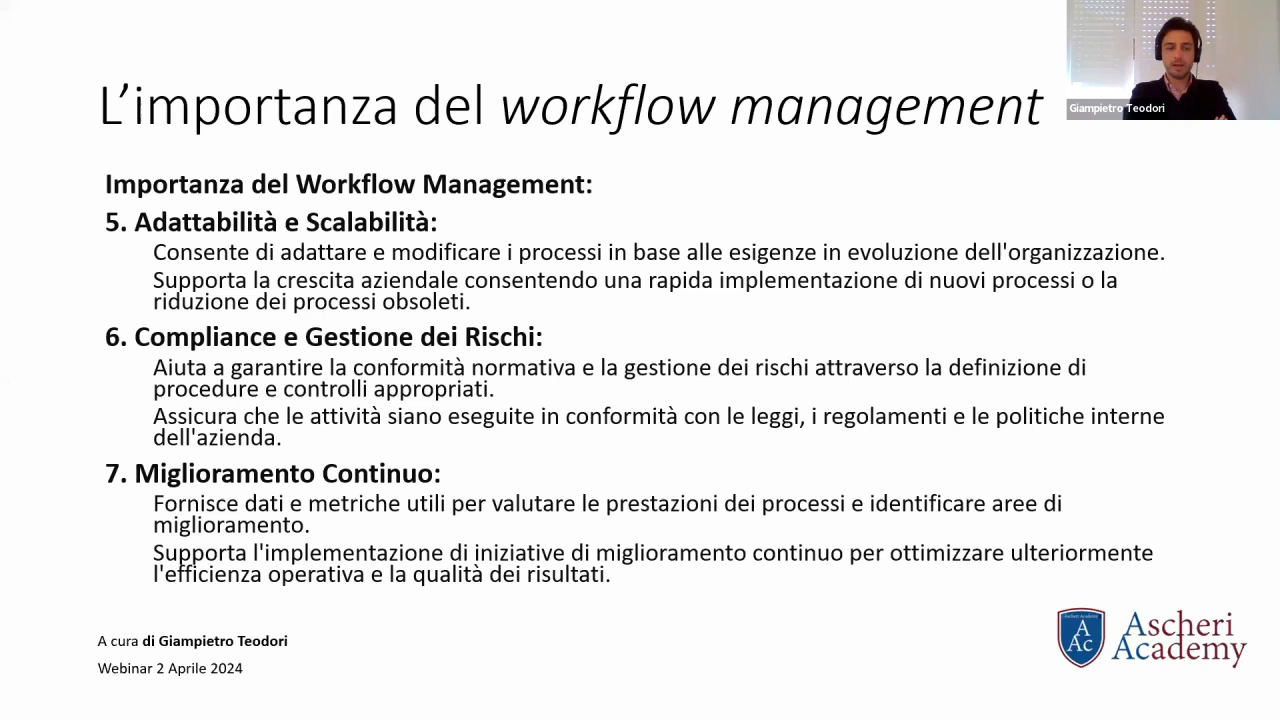 L’importanza del workflow management
Giampietro Teodori
Importanza del Workflow Management:
5. Adattabilità e Scalabilità:
Consente di adattare e modificare i processi in base alle esigenze in evoluzione dell'organizzazione.
Supporta la crescita aziendale consentendo una rapida implementazione di nuovi processi o la
riduzione dei processi obsoleti.
6. Compliance e Gestione dei Rischi:
Aiuta a garantire la conformità normativa e la gestione dei rischi attraverso la definizione di
procedure e controlli appropriati.
Assicura che le attività siano eseguite in conformità con le leggi, i regolamenti e le politiche interne
dell'azienda.
7. Miglioramento Continuo:
Fornisce dati e metriche utili per valutare le prestazioni dei processi e identificare aree di
miglioramento.
Supporta l'implementazione di iniziative di miglioramento continuo per ottimizzare ulteriormente
l'efficienza operativa e la qualità dei risultati.
A cura di Giampietro Teodori
Webinar 2 Aprile 2024
A
Ac
Ascheri
Academy